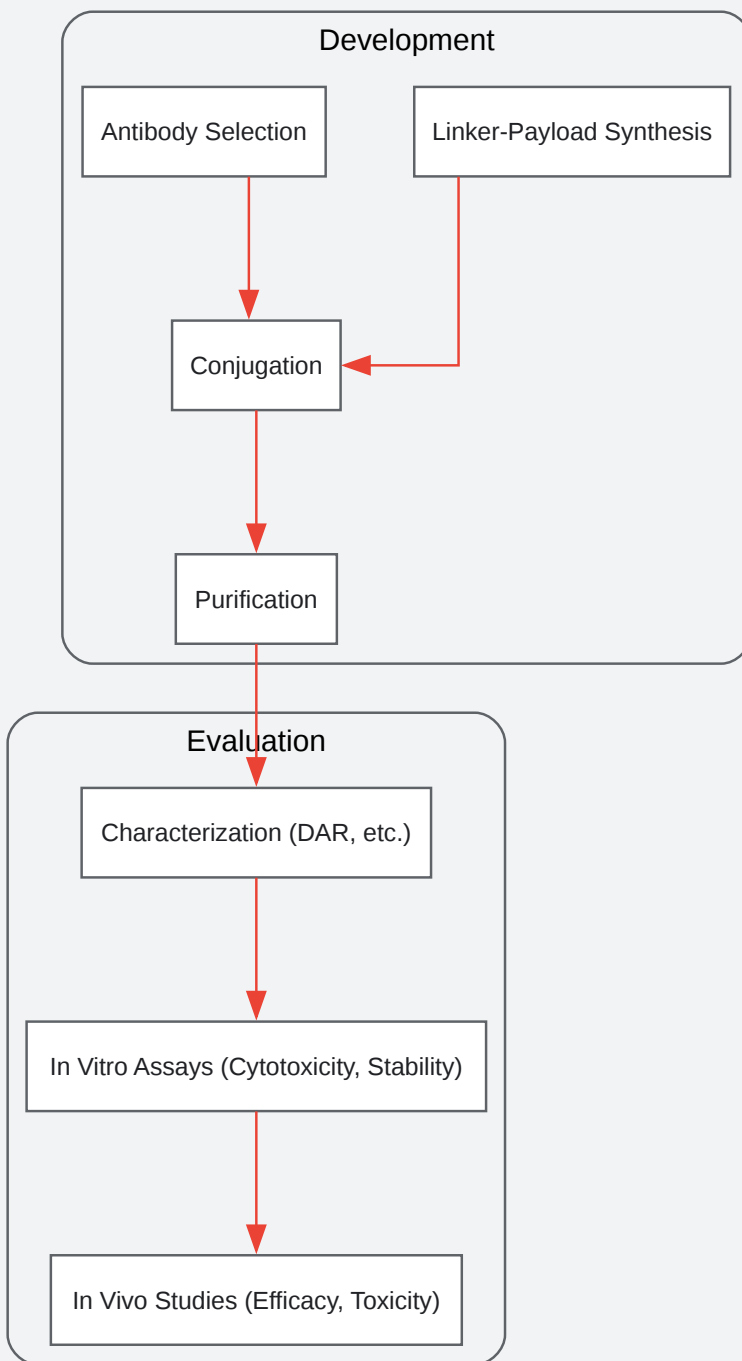 Development
Antibody Selection
Linker-Payload Synthesis
Conjugation
Purification
Evaluation
Characterization (DAR, etc.)
In Vitro Assays (Cytotoxicity, Stability)
In Vivo Studies (Efficacy, Toxicity)